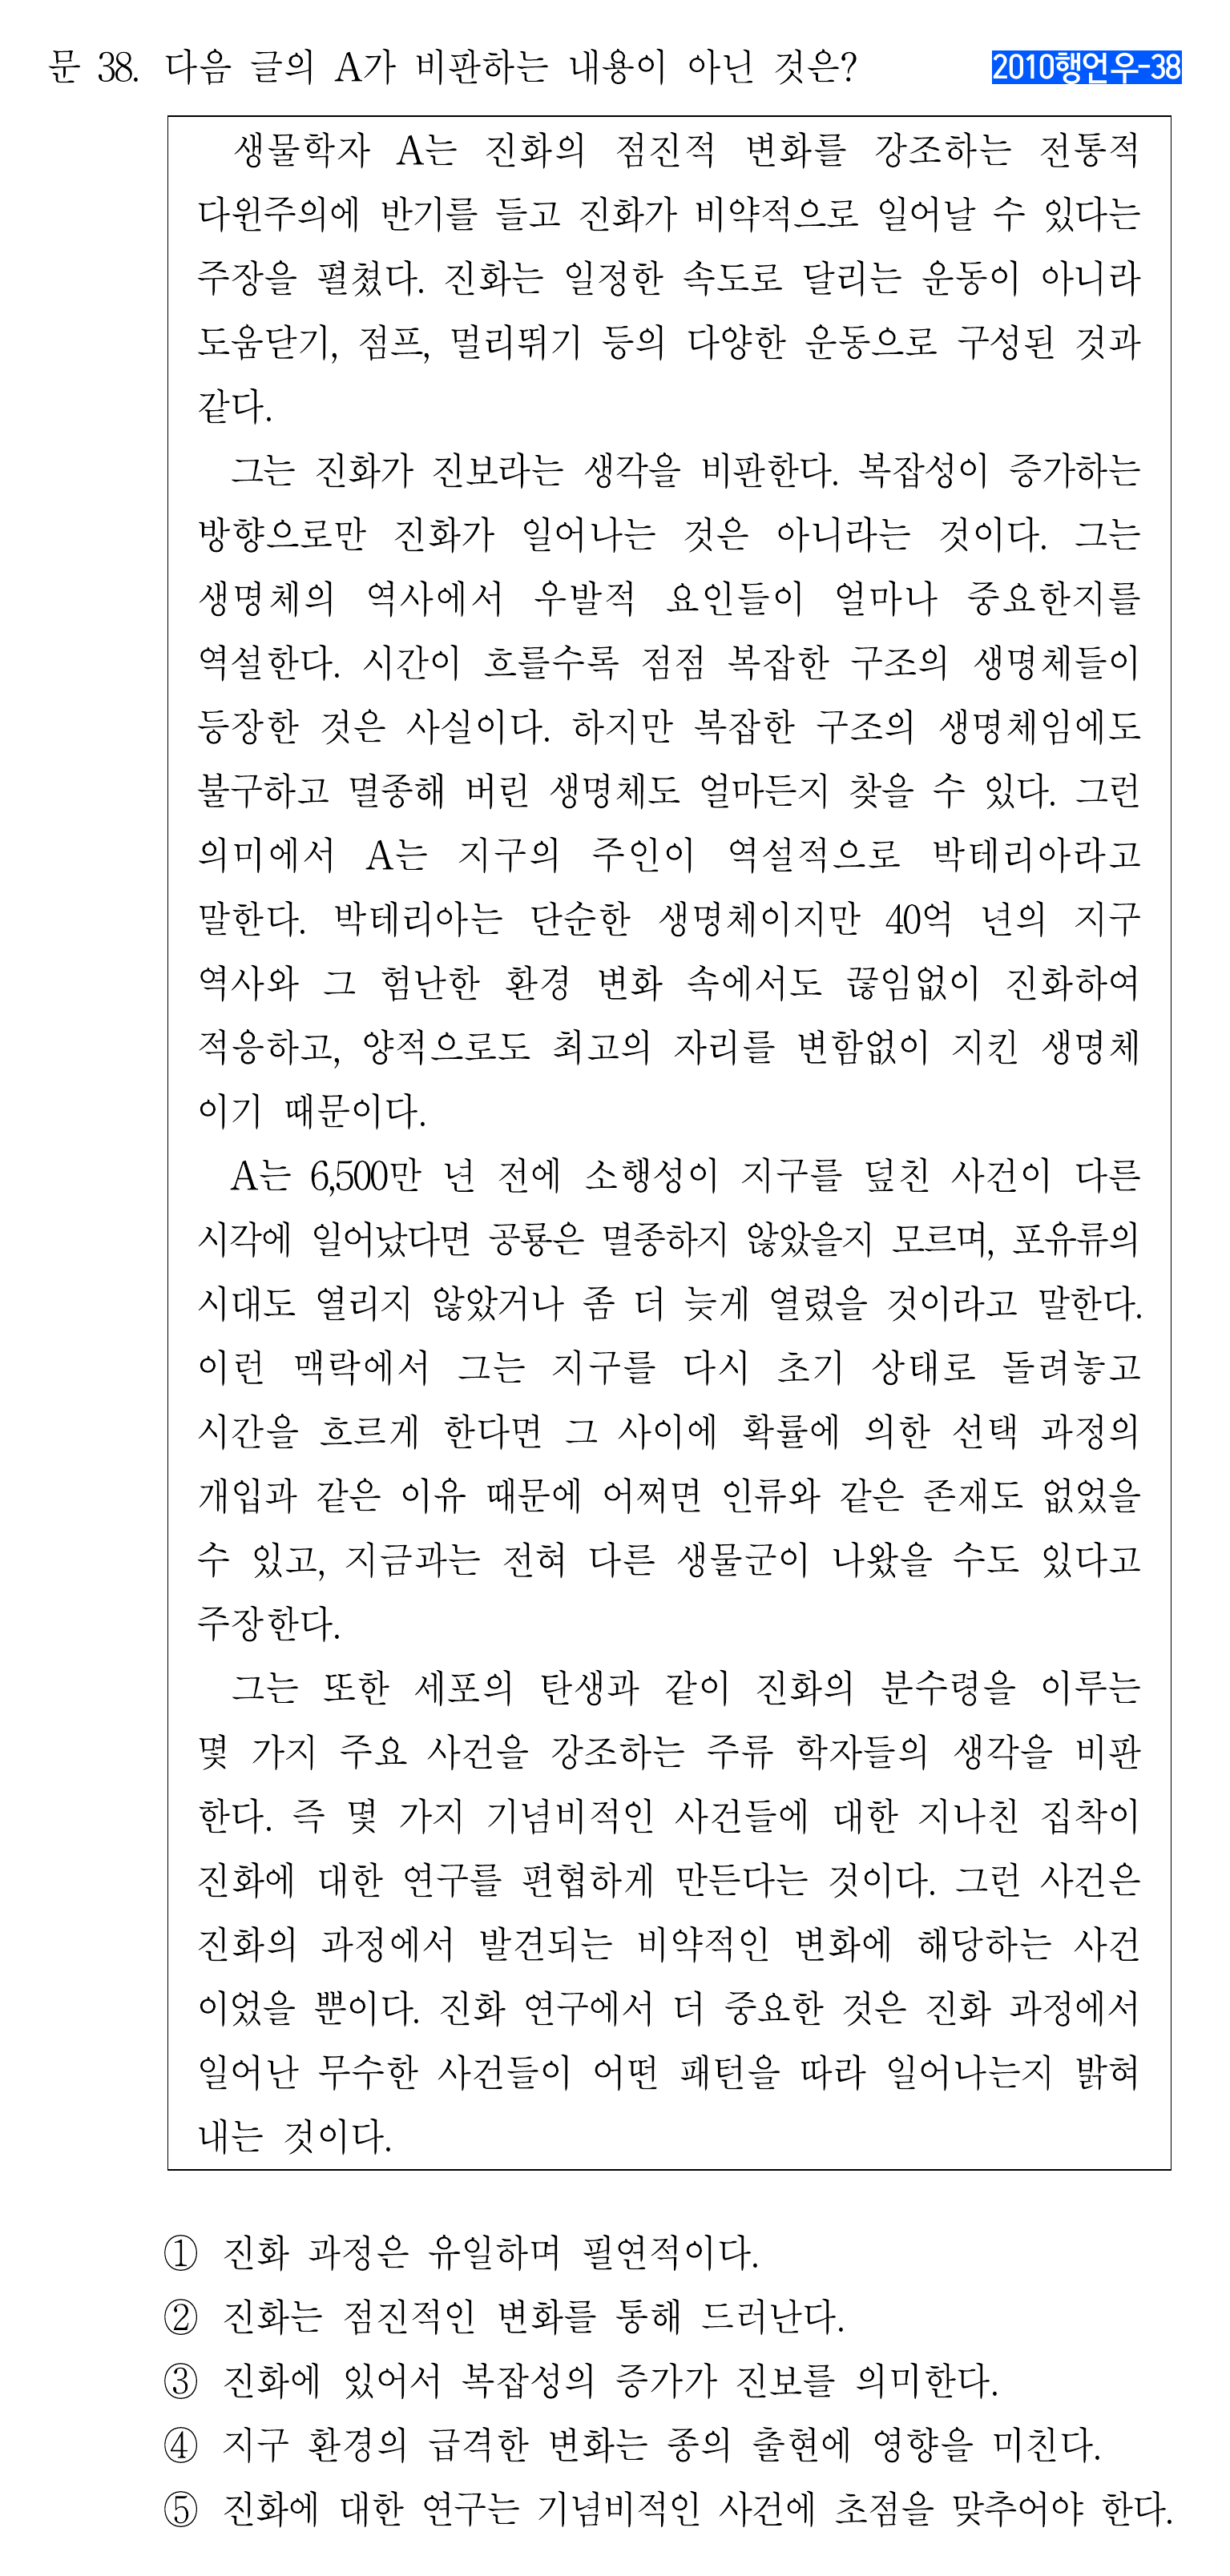 문 38. 다음 글의 A가 비판하는 내용이 아닌 것은? 2010행언우-38
생물학자 A는 진화의 점진적 변화를 강조하는 전통적
다윈주의에 반기를 들고 진화가 비약적으로 일어날 수 있다는
주장을 펼쳤다. 진화는 일정한 속도로 달리는 운동이 아니라
도움닫기, 점프, 멀리뛰기 등의 다양한 운동으로 구성된 것과
같다.
그는 진화가 진보라는 생각을 비판한다. 복잡성이 증가하는
방향으로만 진화가 일어나는 것은 아니라는 것이다. 그는
생명체의 역사에서 우발적 요인들이 얼마나 중요한지를
역설한다. 시간이 흐를수록 점점 복잡한 구조의 생명체들이
등장한 것은 사실이다. 하지만 복잡한 구조의 생명체임에도
불구하고 멸종해 버린 생명체도 얼마든지 찾을 수 있다. 그런
의미에서 A는 지구의 주인이 역설적으로 박테리아라고
말한다. 박테리아는 단순한 생명체이지만 40억 년의 지구
역사와 그 험난한 환경 변화 속에서도 끊임없이 진화하여
적응하고, 양적으로도 최고의 자리를 변함없이 지킨 생명체
이기 때문이다.
A는 6,500만 년 전에 소행성이 지구를 덮친 사건이 다른
시각에 일어났다면 공룡은 멸종하지 않았을지 모르며, 포유류의
시대도 열리지 않았거나 좀 더 늦게 열렸을 것이라고 말한다.
이런 맥락에서 그는 지구를 다시 초기 상태로 돌려놓고
시간을 흐르게 한다면 그 사이에 확률에 의한 선택 과정의
개입과 같은 이유 때문에 어쩌면 인류와 같은 존재도 없었을
수 있고, 지금과는 전혀 다른 생물군이 나왔을 수도 있다고
주장한다.
그는 또한 세포의 탄생과 같이 진화의 분수령을 이루는
몇 가지 주요 사건을 강조하는 주류 학자들의 생각을 비판
한다. 즉 몇 가지 기념비적인 사건들에 대한 지나친 집착이
진화에 대한 연구를 편협하게 만든다는 것이다. 그런 사건은
진화의 과정에서 발견되는 비약적인 변화에 해당하는 사건
이었을 뿐이다. 진화 연구에서 더 중요한 것은 진화 과정에서
일어난 무수한 사건들이 어떤 패턴을 따라 일어나는지 밝혀
내는 것이다.
① 진화 과정은 유일하며 필연적이다.
② 진화는 점진적인 변화를 통해 드러난다.
③ 진화에 있어서 복잡성의 증가가 진보를 의미한다.
④ 지구 환경의 급격한 변화는 종의 출현에 영향을 미친다.
⑤ 진화에 대한 연구는 기념비적인 사건에 초점을 맞추어야 한다.